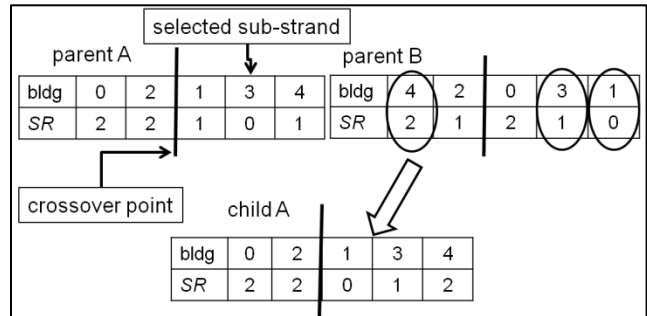 selected sub-strand
parent A
parent B
bldg 0 2 1 3 4
SR 2 2 1 0 1
bldg 4 2 0 3 1
SR 2 1 2 1 0
crossover point
child A
bldg 0 2 1 3 4
SR 2 2 0 1 2